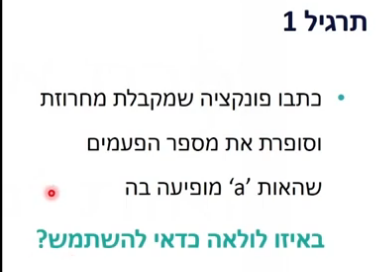 תרגיל 1
• כתבו פונקציה שמקבלת מחרוזת
וסופרת את מספר הפעמים
שהאות ‘a’ מופיעה בה
באיזו לולאה כדאי להשתמש?